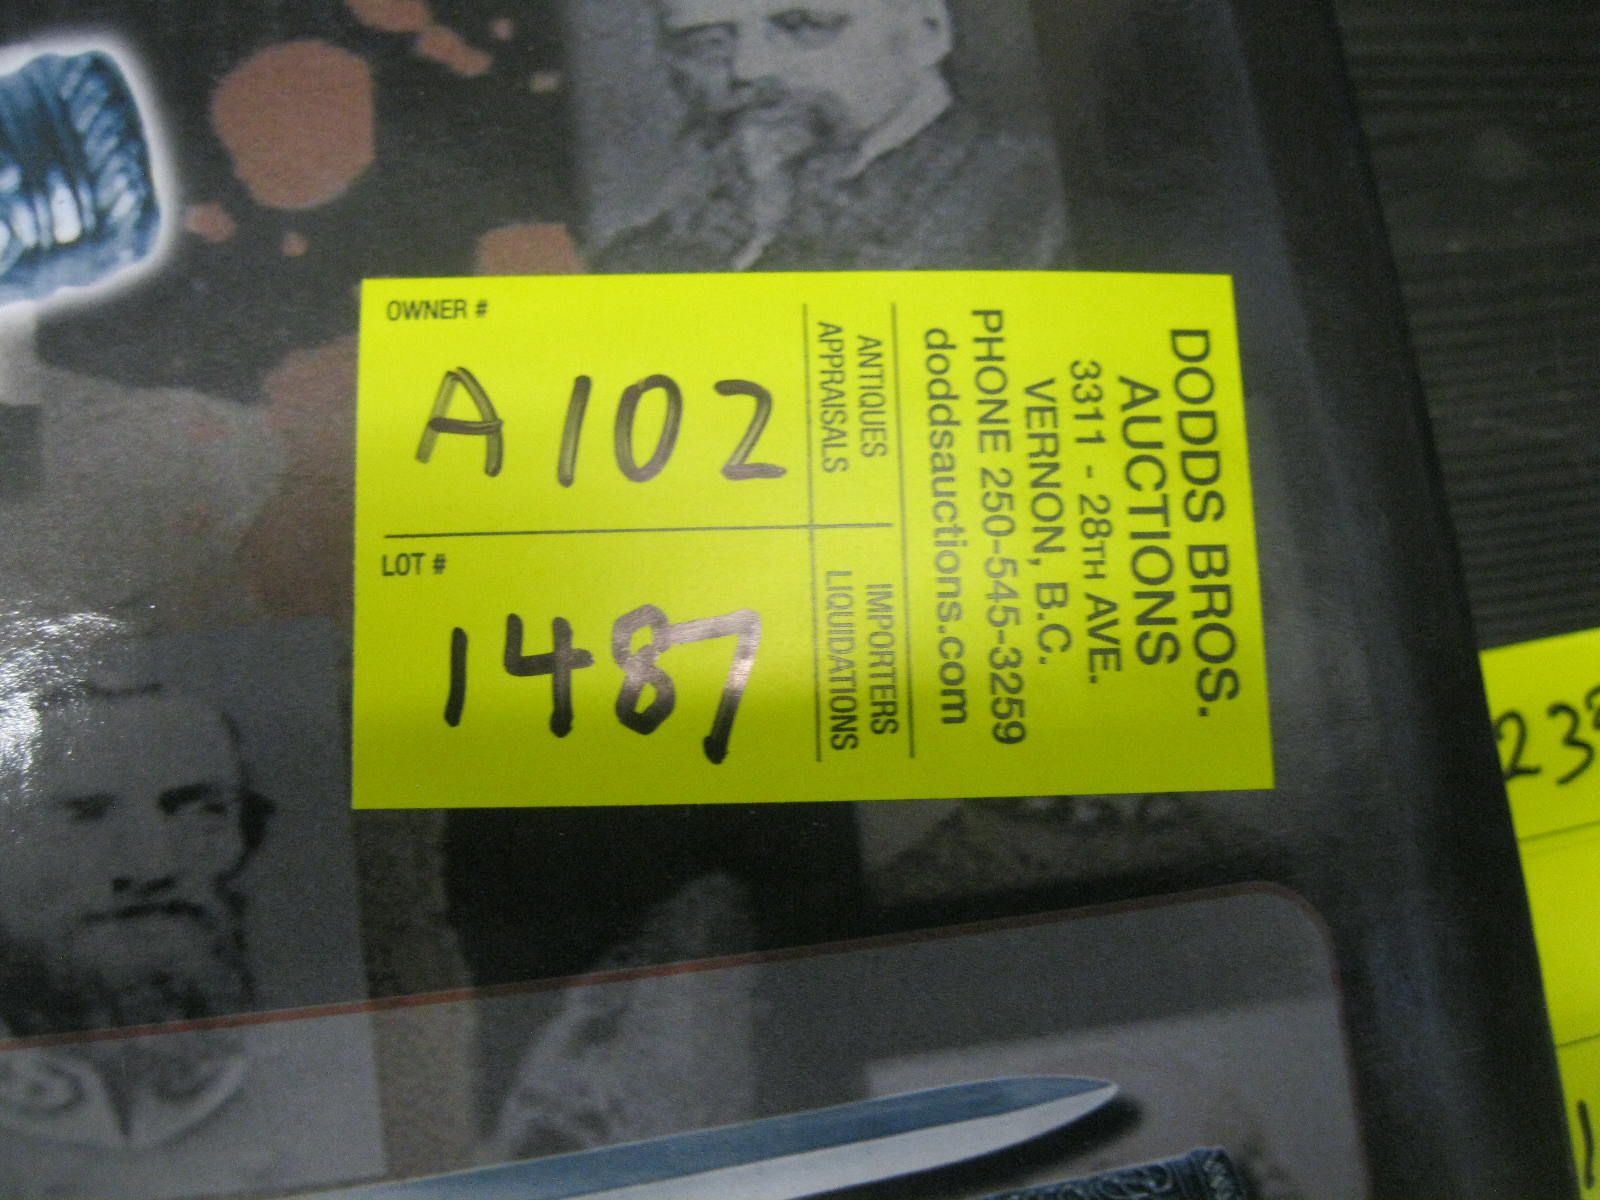 OWNER #
A102
LOT #
1487
ANTIQUES
APPRAISALS
IMPORTERS
LIQUIDATIONS
DODDS BROS.
AUCTIONS
3311 - 28TH AVE.
VERNON, B.C.
PHONE 250-545-3259
doddsauctions.com